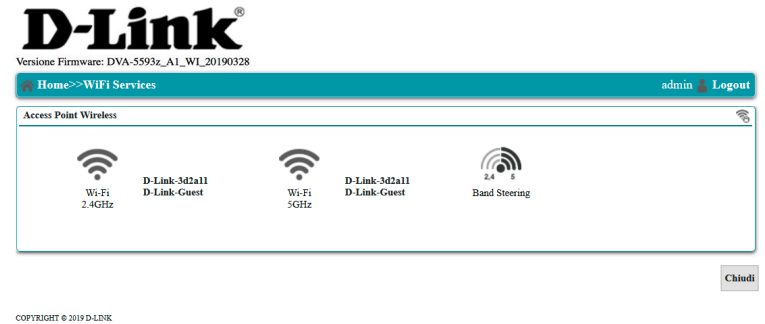 D-Link®
Versione Firmware: DVA-5593z_A1_WI_20190328
Home>>WiFi Services
admin Logout
Access Point Wireless
Wi-Fi
2.4GHz
D-Link-3d2a11
D-Link-Guest
Wi-Fi
5GHz
D-Link-3d2a11
D-Link-Guest
2,4 5
Band Steering
Chiudi
COPYRIGHT © 2019 D-LINK